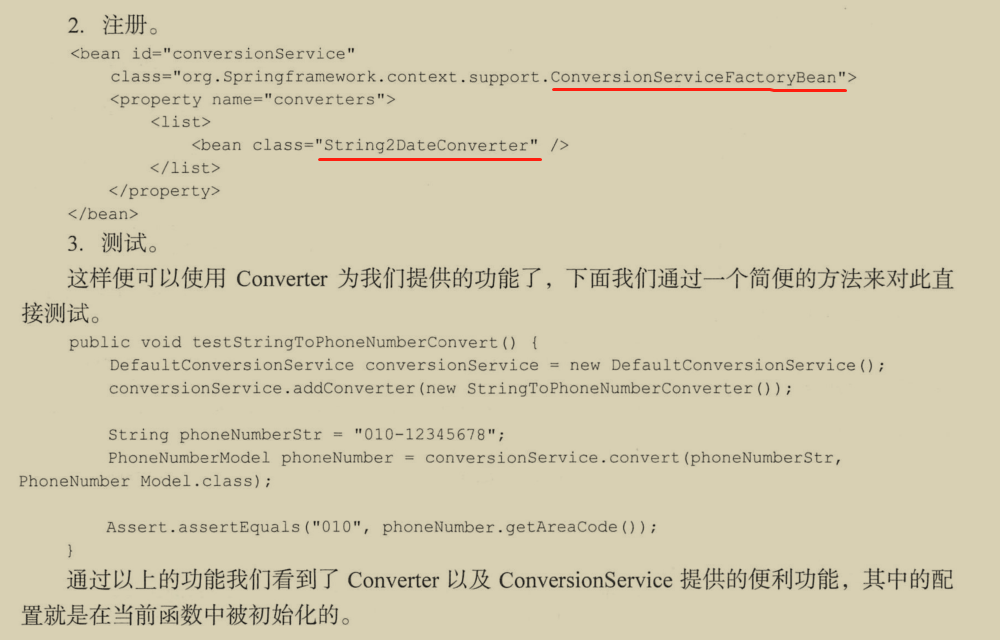 2. 注册。
<bean id="conversionService"
class="org.Springframework.context.support.ConversionServiceFactoryBean">
<property name="converters">
<list>
<bean class="String2DateConverter" />
</list>
</property>
</bean>
3. 测试。
这样便可以使用 Converter 为我们提供的功能了，下面我们通过一个简便的方法来对此直
接测试。
public void testStringToPhoneNumberConvert() {
DefaultConversionService conversionService = new DefaultConversionService();
conversionService.addConverter(new StringToPhoneNumberConverter());
String phoneNumberStr = "010-12345678";
PhoneNumberModel phoneNumber = conversionService.convert(phoneNumberStr,
PhoneNumber Model.class);
Assert.assertEquals("010", phoneNumber.getAreaCode());
}
通过以上的功能我们看到了 Converter 以及 ConversionService 提供的便利功能，其中的配
置就是在当前函数中被初始化的。